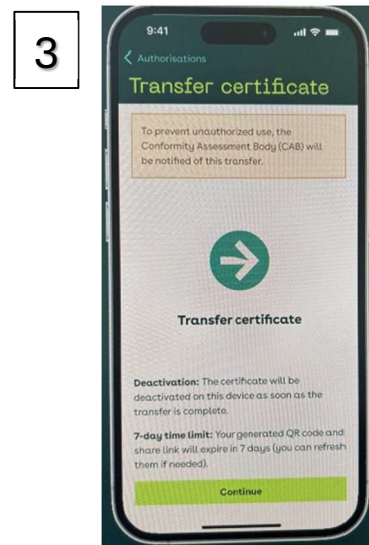 3
9:41
Authorisations
Transfer certificate
To prevent unauthorized use, the
Conformity Assessment Body (CAB) will
be notified of this transfer.
Transfer certificate
Deactivation: The certificate will be
deactivated on this device as soon as the
transfer is complete.
7-day time limit: Your generated QR code and
share link will expire in 7 days (you can refresh
them if needed).
Continue